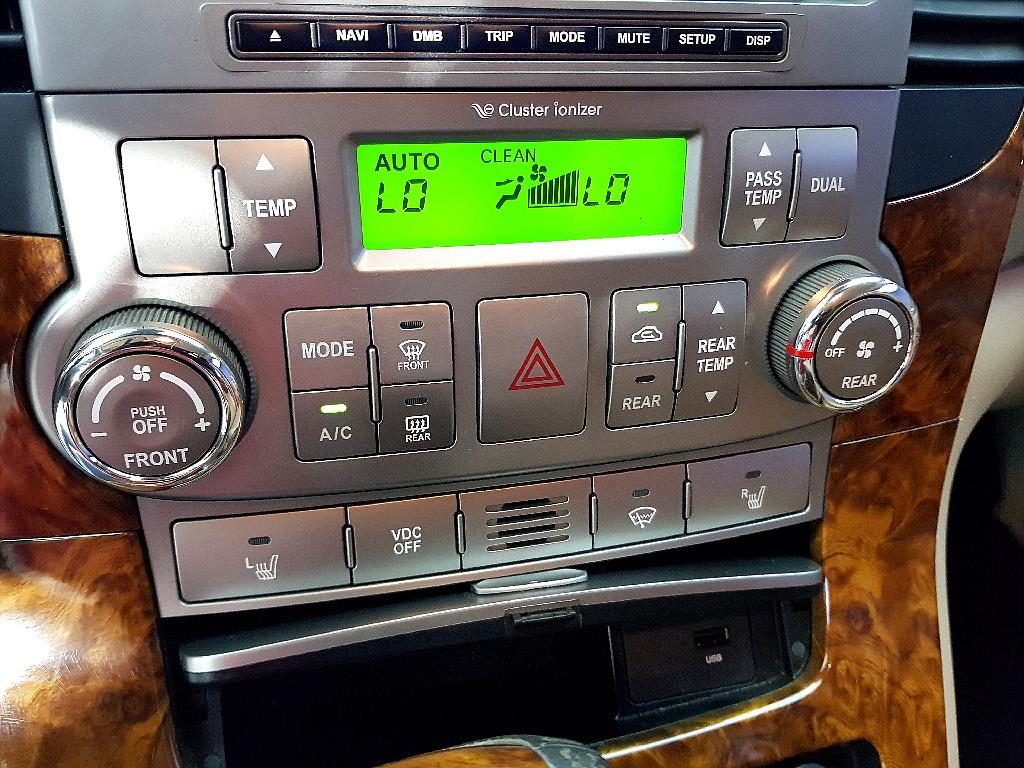 NAVI
DMB
TRIP
MODE
MUTE
SETUP
DISP
Cluster ionizer
TEMP
AUTO
CLEAN
LO
LO
PASS
TEMP
DUAL
MODE
FRONT
A/C
REAR
REAR
REAR
TEMP
PUSH
OFF
- +
FRONT
OFF +
REAR
L
VDC
OFF
R
USB